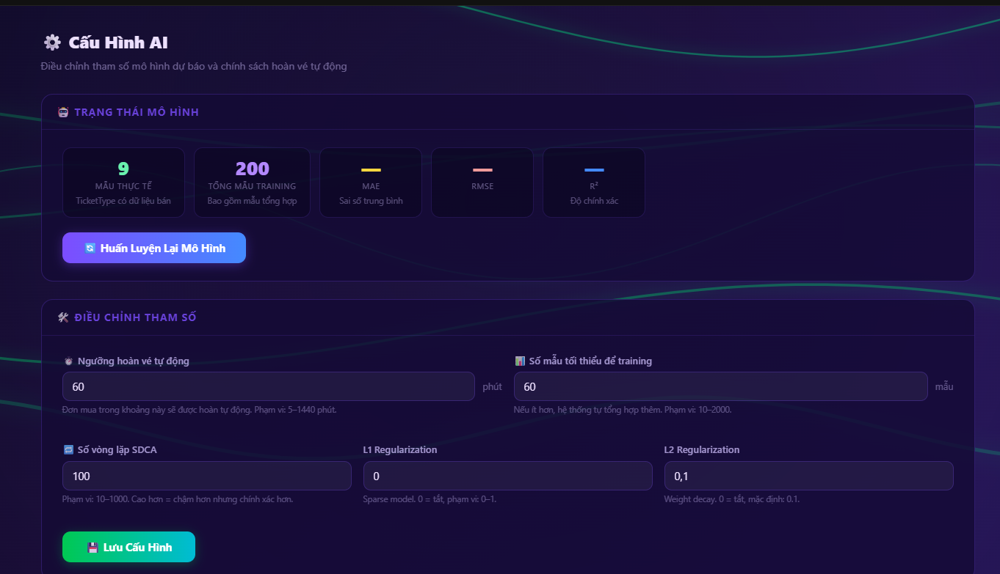 Cấu Hình AI
Điều chỉnh tham số mô hình dự báo và chính sách hoàn vé tự động
TRẠNG THÁI MÔ HÌNH
9
MẪU THỰC TẾ
TicketType có dữ liệu bán
200
TỔNG MẪU TRAINING
Bao gồm mẫu tổng hợp
—
MAE
Sai số trung bình
—
RMSE
—
R²
Độ chính xác
Huấn Luyện Lại Mô Hình
ĐIỀU CHỈNH THAM SỐ
Ngưỡng hoàn vé tự động
60 phút
Đơn mua trong khoảng này sẽ được hoàn tự động. Phạm vi: 5–1440 phút.
Số mẫu tối thiểu để training
60 mẫu
Nếu ít hơn, hệ thống tự tổng hợp thêm. Phạm vi: 10–2000.
Số vòng lặp SDCA
100
Phạm vi: 10–1000. Cao hơn = chậm hơn nhưng chính xác hơn.
L1 Regularization
0
Sparse model. 0 = tắt, phạm vi: 0–1.
L2 Regularization
0,1
Weight decay. 0 = tắt, mặc định: 0.1.
Lưu Cấu Hình